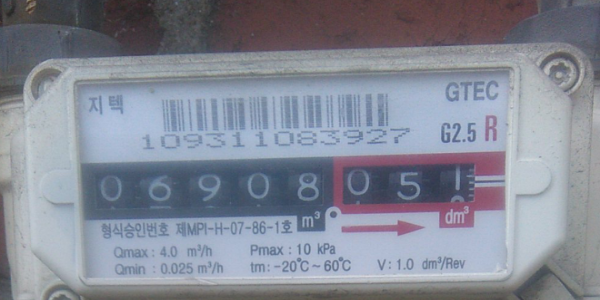 지텍
GTEC
109311083927
G2.5 R
06908 051
m³
dm³
형식승인번호 제MPI-H-07-86-1호
Qmax : 4.0 m³/h Pmax : 10 kPa
Qmin : 0.025 m³/h tm : -20°C ~ 60°C V : 1.0 dm³/Rev